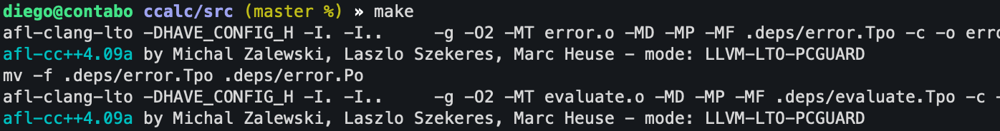 diego@contabo ccalc/src (master %) » make
afl-clang-lto -DHAVE_CONFIG_H -I. -I.. -g -O2 -MT error.o -MD -MP -MF .deps/error.Tpo -c -o
afl-cc++4.09a by Michal Zalewski, Laszlo Szekeres, Marc Heuse - mode: LLVM-LTO-PCGUARD
mv -f .deps/error.Tpo .deps/error.Po
afl-clang-lto -DHAVE_CONFIG_H -I. -I.. -g -O2 -MT evaluate.o -MD -MP -MF .deps/evaluate.Tpo -c
afl-cc++4.09a by Michal Zalewski, Laszlo Szekeres, Marc Heuse - mode: LLVM-LTO-PCGUARD